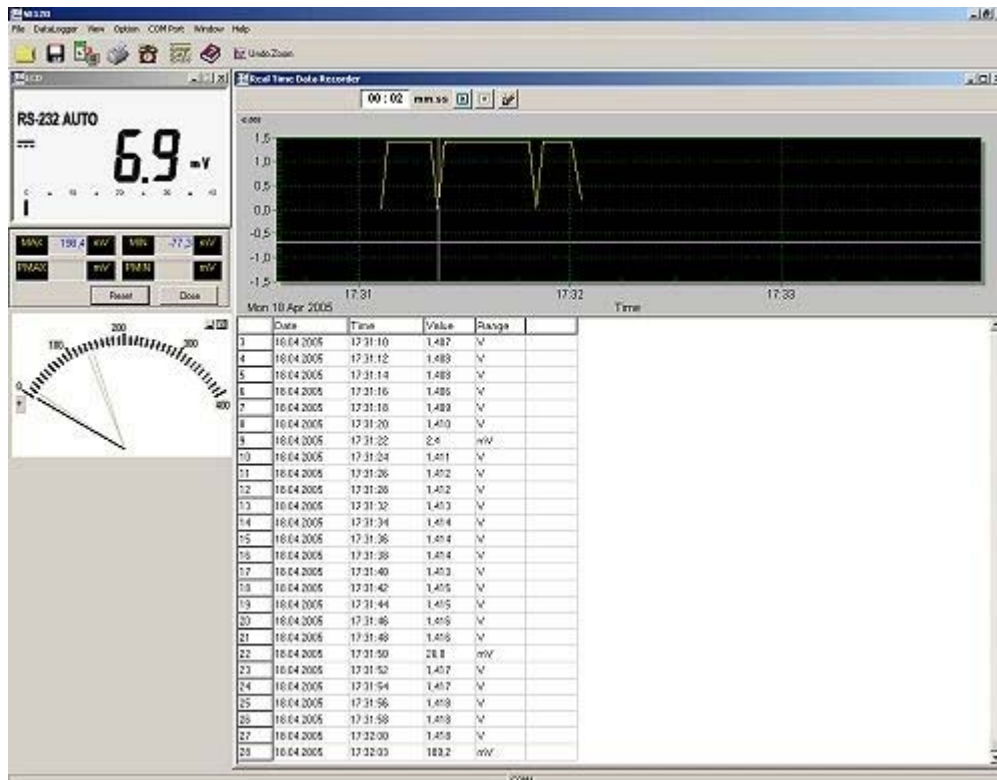 File DataLogger View Option COM Port Window Help
Undo Zoom
LCD
RS-232 AUTO
6.9 mV
MAX 198,4 mV MIN -77,3 mV
PMAX mV PMIN mV
Reset Close
0 100 200 300 400
Real Time Data Recorder
00 : 02 mm:ss
1,5
1,0
0,5
0,0
-0,5
-1,0
-1,5
17:31 17:32 17:33
Mon 18 Apr 2005 Time
Date Time Value Range
3 18.04.2005 17:31:10 1,407 V
4 18.04.2005 17:31:12 1,408 V
5 18.04.2005 17:31:14 1,408 V
6 18.04.2005 17:31:16 V
7 18.04.2005 17:31:18 1,409 V
8 18.04.2005 17:31:20 1,410 V
9 18.04.2005 17:31:22 2,4 mV
10 18.04.2005 17:31:24 1,411 V
11 18.04.2005 17:31:26 1,412 V
12 18.04.2005 17:31:28 1,412 V
13 18.04.2005 17:31:32 1,413 V
14 18.04.2005 17:31:34 1,414 V
15 18.04.2005 17:31:36 1,414 V
16 18.04.2005 17:31:38 1,414 V
17 18.04.2005 17:31:40 1,413 V
18 18.04.2005 17:31:42 1,415 V
19 18.04.2005 17:31:44 1,415 V
20 18.04.2005 17:31:46 1,416 V
21 18.04.2005 17:31:48 1,416 V
22 18.04.2005 17:31:50 mV
23 18.04.2005 17:31:52 1,417 V
24 18.04.2005 17:31:54 1,417 V
25 18.04.2005 17:31:56 1,418 V
26 18.04.2005 17:31:58 1,418 V
27 18.04.2005 17:32:00 1,418 V
28 18.04.2005 17:32:03 mV